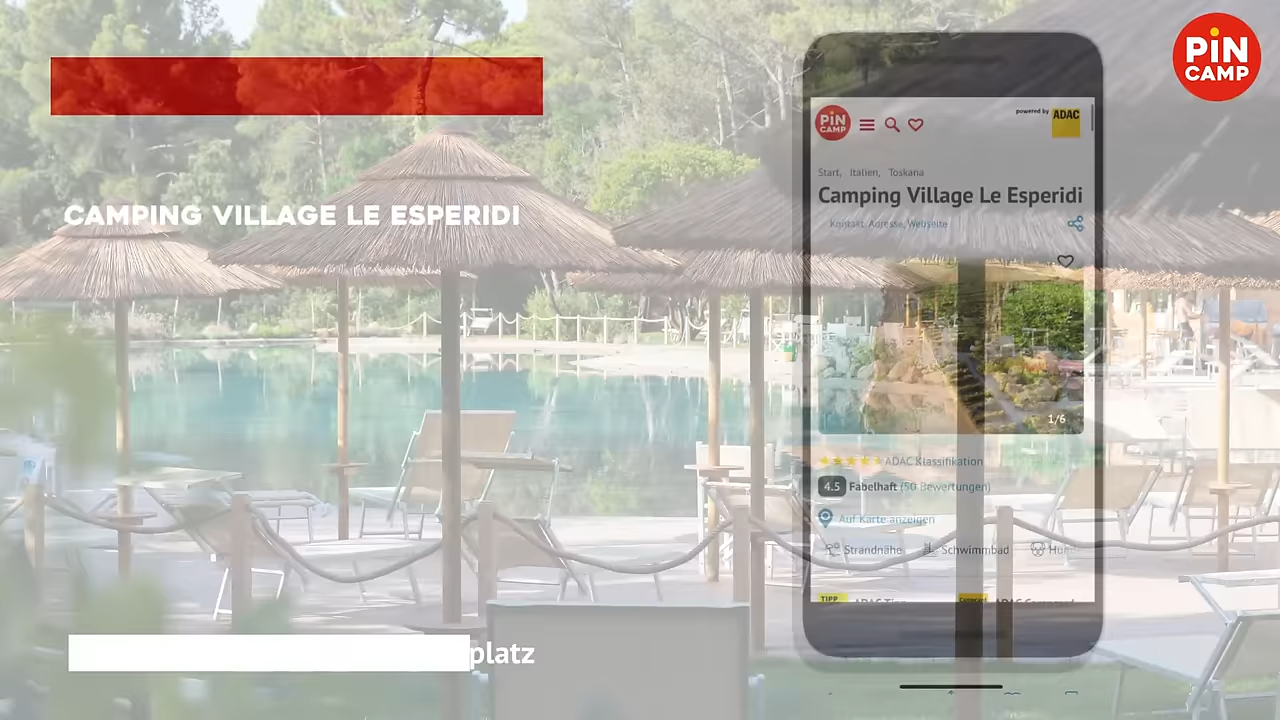 CAMPING VILLAGE LE ESPERIDI
platz
PiN
CAMP
PiN
CAMP
powered by
ADAC
Start, Italien, Toskana
Camping Village Le Esperidi
Kontakt, Adresse, Webseite
1/6
ADAC Klassifikation
4.5 Fabelhaft (50 Bewertungen)
Auf Karte anzeigen
Strandnähe Schwimmbad
TIPP